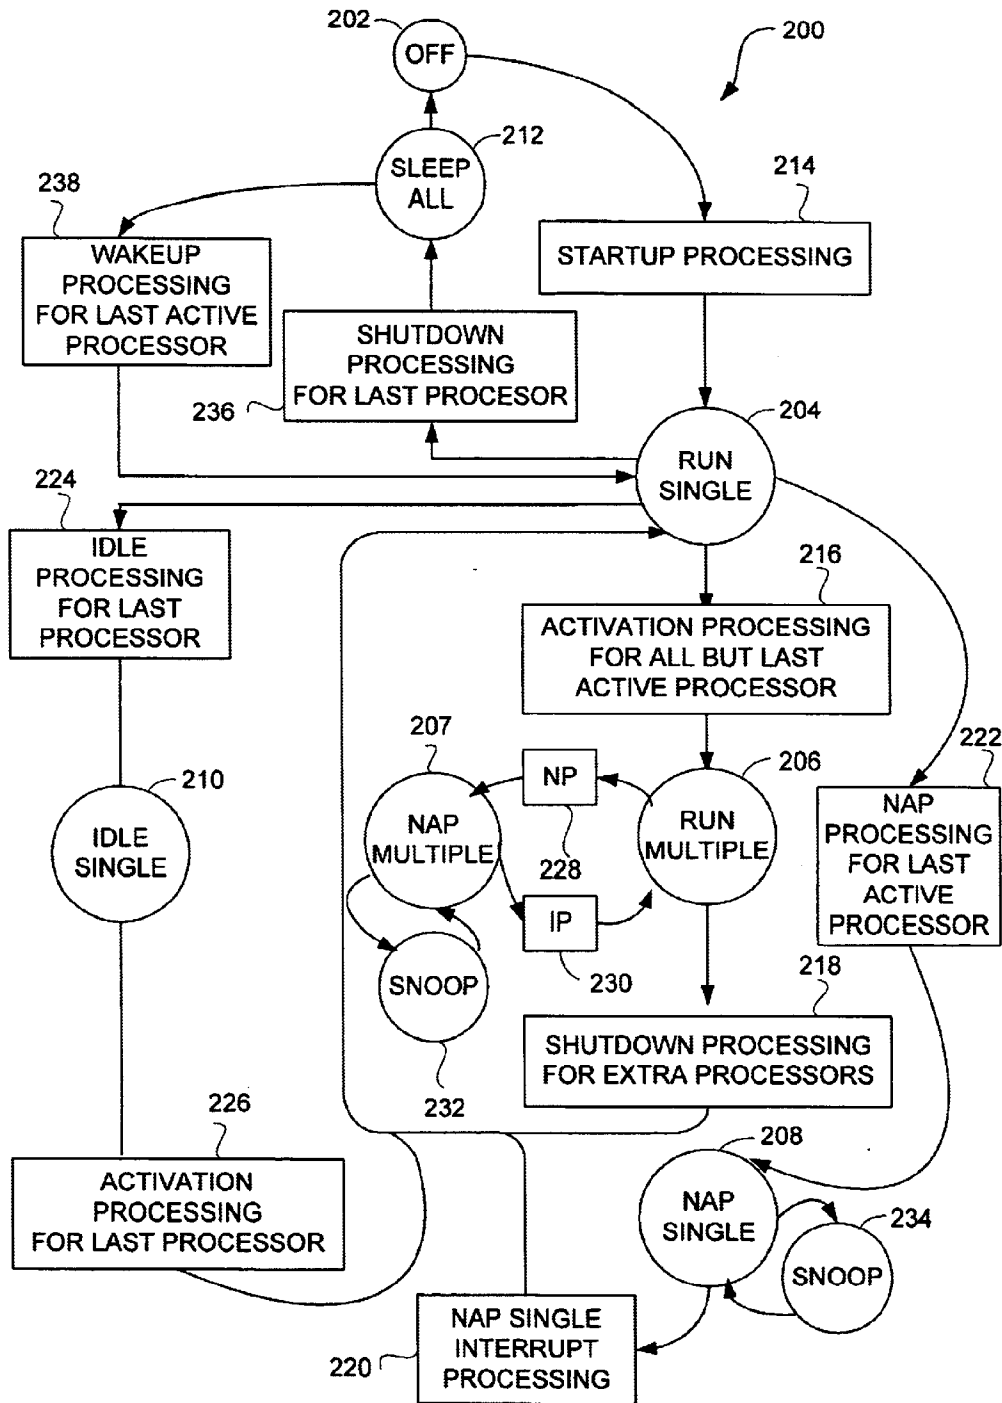 202
OFF
200
212
SLEEP
ALL
238
214
WAKEUP
PROCESSING
FOR LAST ACTIVE
PROCESSOR
STARTUP PROCESSING
SHUTDOWN
PROCESSING
FOR LAST PROCESOR
236
204
RUN
SINGLE
224
IDLE
PROCESSING
FOR LAST
PROCESSOR
216
ACTIVATION PROCESSING
FOR ALL BUT LAST
ACTIVE PROCESSOR
207
206
222
210
NP
228
NAP
MULTIPLE
RUN
MULTIPLE
NAP
PROCESSING
FOR LAST
ACTIVE
PROCESSOR
IDLE
SINGLE
IP
230
SNOOP
232
218
SHUTDOWN PROCESSING
FOR EXTRA PROCESSORS
226
208
ACTIVATION
PROCESSING
FOR LAST PROCESSOR
NAP
SINGLE
234
SNOOP
NAP SINGLE
INTERRUPT
PROCESSING
220